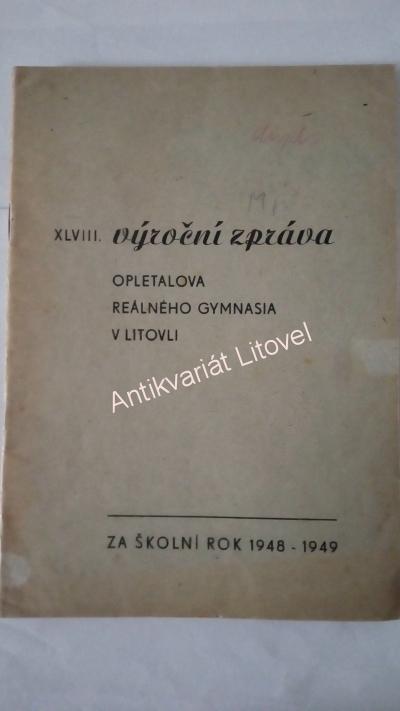 XLVIII. výroční zpráva
OPLETALOVA
REÁLNÉHO GYMNASIA
V LITOVLI
Antikvariát Litovel
ZA ŠKOLNÍ ROK 1948 - 1949